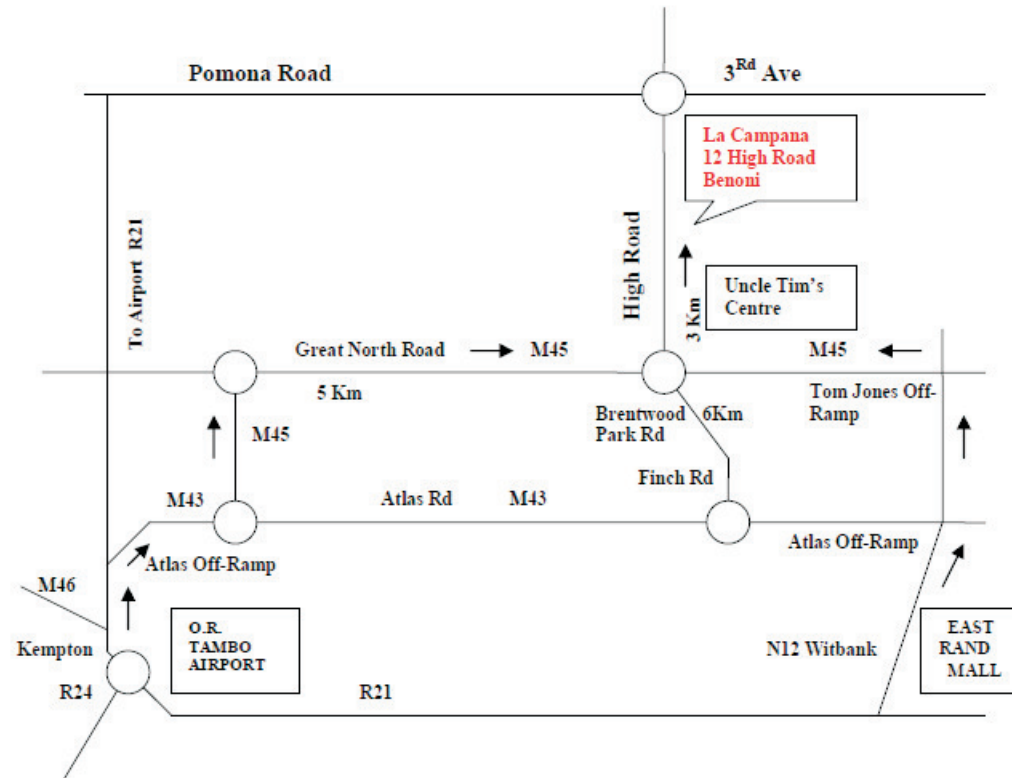 Pomona Road
3Rd Ave
La Campana
12 High Road
Benoni
To Airport R21
High Road
3 Km
Uncle Tim's
Centre
Great North Road
M45
M45
5 Km
Tom Jones Off-
Ramp
Brentwood
Park Rd
6Km
M45
Finch Rd
M43
Atlas Rd
M43
Atlas Off-Ramp
Atlas Off-Ramp
M46
O.R.
TAMBO
AIRPORT
EAST
RAND
MALL
Kempton
N12 Witbank
R24
R21